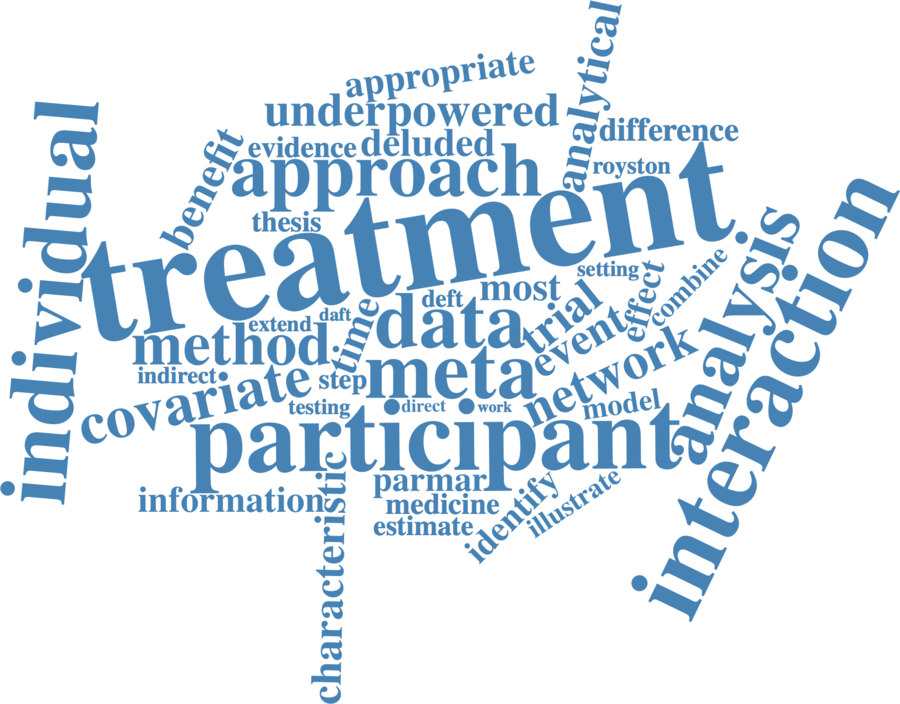 analytical
appropriate
underpowered
individual
difference
benefit
evidence
deluded
approach
royston
thesis
treatment
interaction
analysis
setting
effect
combine
most
deft
daft
extend
time
data
trial
event
method
indirect
step
meta
network
covariate
testing
direct
work
model
participant
information
characteristic
parmar
medicine
estimate
identify
illustrate